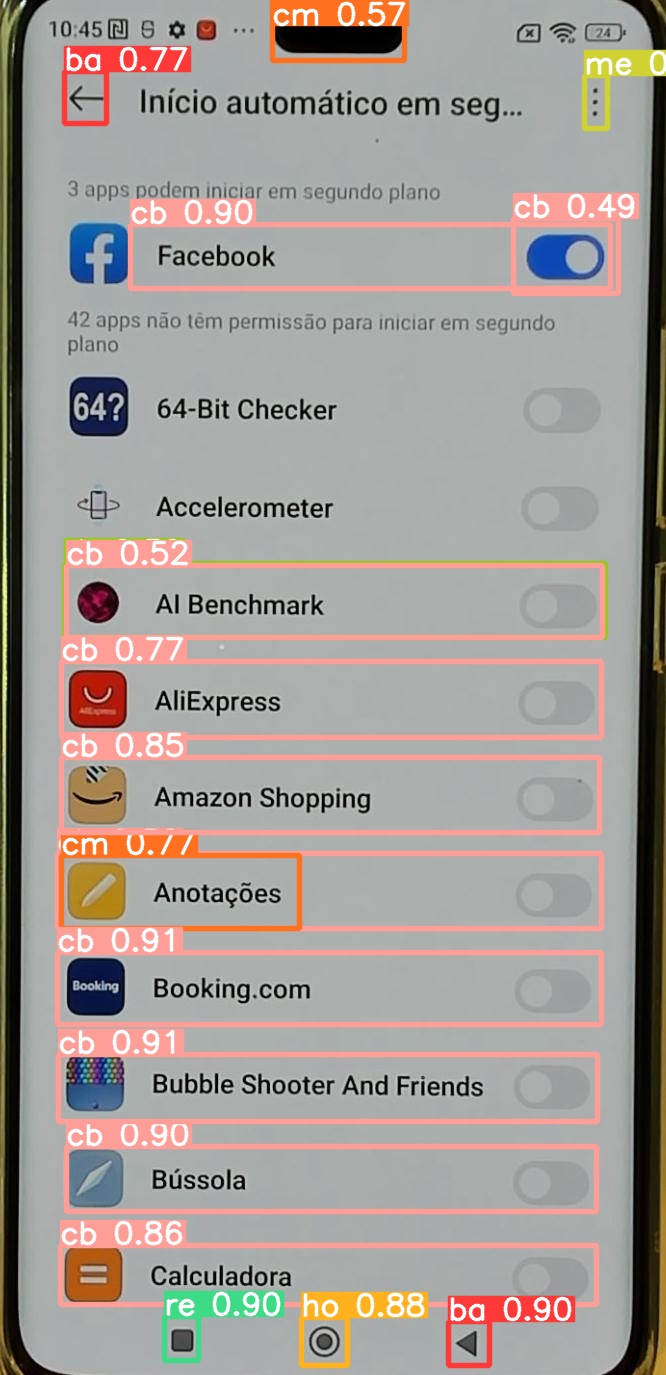 cm 0.57
10:45
24
ba 0.77
me 0
Início automático em seg...
3 apps podem iniciar em segundo plano
cb 0.90
cb 0.49
Facebook
42 apps não têm permissão para iniciar em segundo
plano
64?
64-Bit Checker
Accelerometer
cb 0.52
AI Benchmark
cb 0.77
AliExpress
AliExpress
cb 0.85
Amazon Shopping
cm 0.77
Anotações
cb 0.91
Booking
Booking.com
cb 0.91
Bubble Shooter And Friends
cb 0.90
Bússola
cb 0.86
Calculadora
re 0.90
ho 0.88
ba 0.90